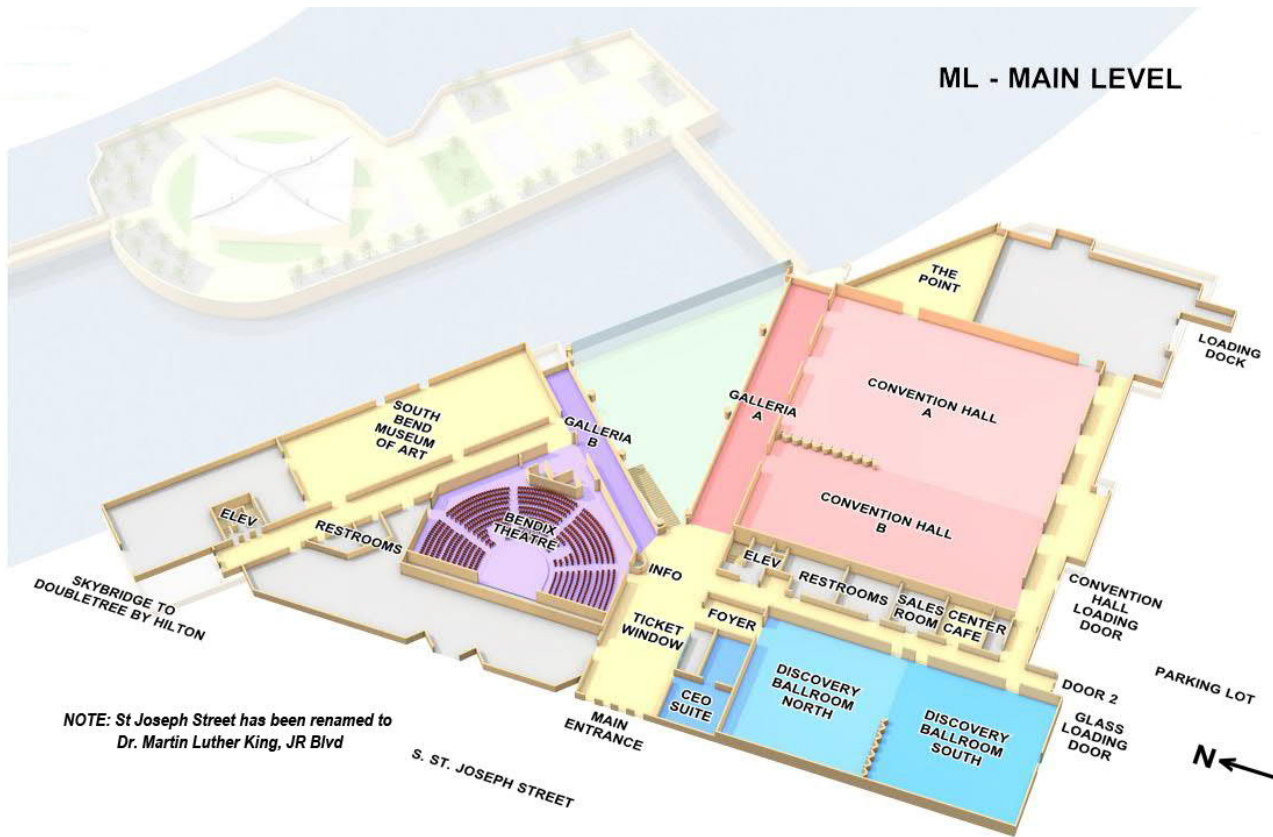 ML - MAIN LEVEL
THE
POINT
LOADING
DOCK
CONVENTION HALL
A
GALLERIA
A
SOUTH
BEND
MUSEUM
OF ART
GALLERIA
B
CONVENTION HALL
B
ELEV
RESTROOMS
BENDIX
THEATRE
INFO
ELEV
RESTROOMS
SALES
ROOM
CENTER
CAFE
CONVENTION
HALL
LOADING
DOOR
SKYBRIDGE TO
DOUBLETREE BY HILTON
TICKET
WINDOW
FOYER
DISCOVERY
BALLROOM
NORTH
CEO
SUITE
DISCOVERY
BALLROOM
SOUTH
DOOR 2
PARKING LOT
GLASS
LOADING
DOOR
MAIN
ENTRANCE
NOTE: St Joseph Street has been renamed to
Dr. Martin Luther King, JR Blvd
S. ST. JOSEPH STREET
N